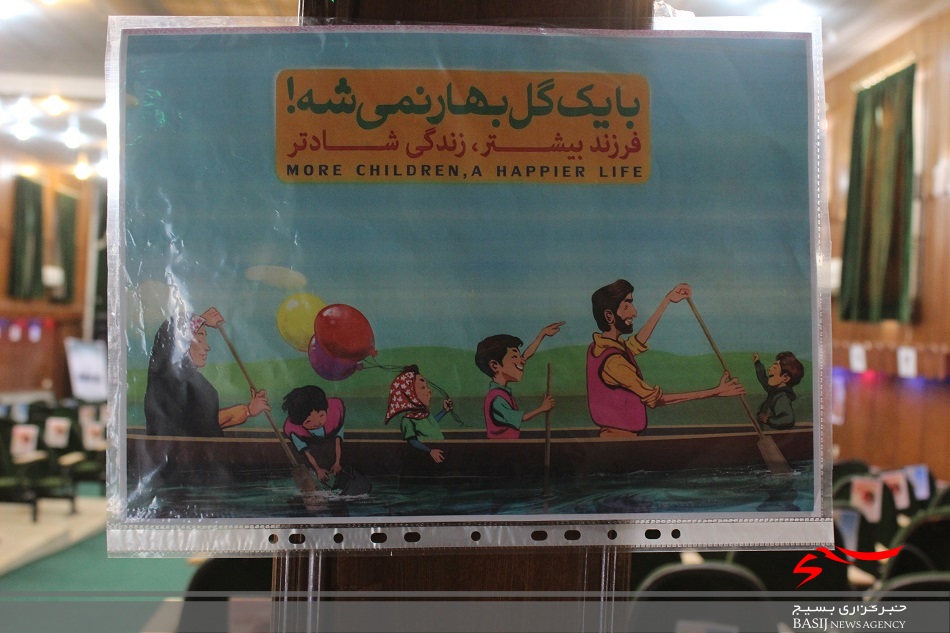 با یک گل بهار نمی شه!
فرزند بیشتر، زندگی شادتر
MORE CHILDREN, A HAPPIER LIFE
بسیج
خبرگزاری بسیج
BASIJ NEWS AGENCY